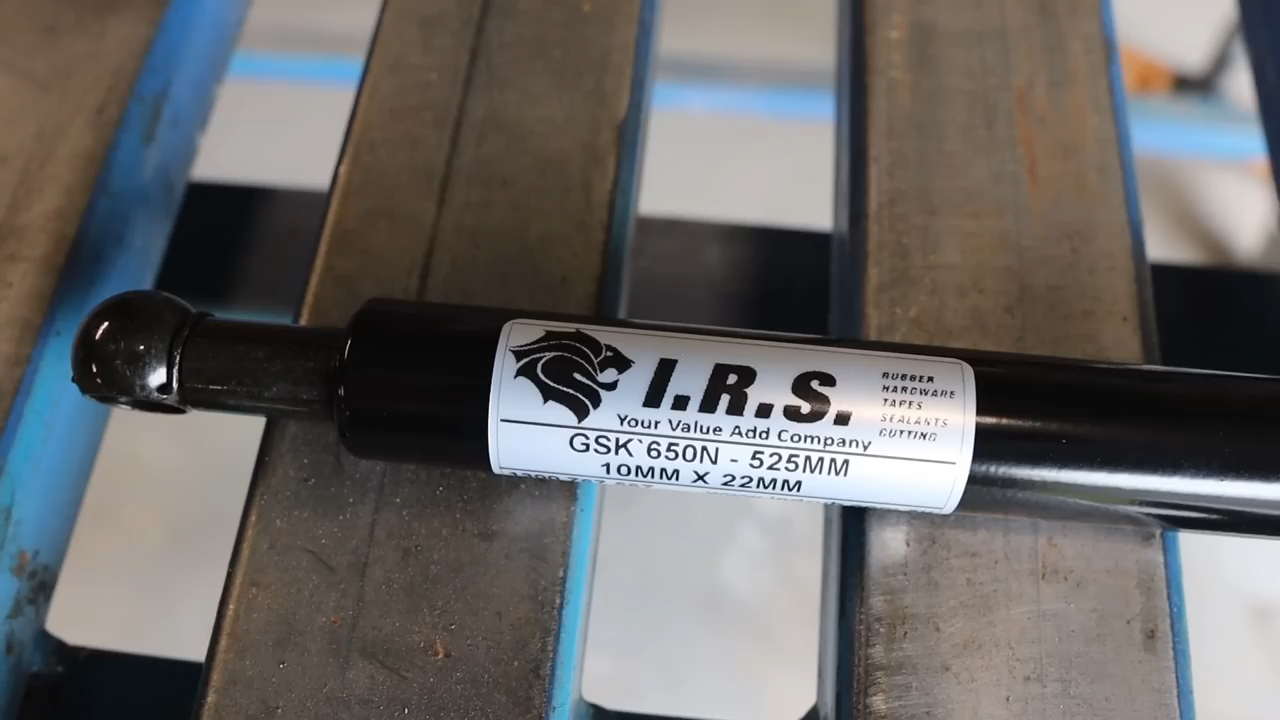 I.R.S.
RUBBER
HARDWARE
TAPES
SEALANTS
CUTTING
Your Value Add Company
GSK`650N - 525MM
10MM X 22MM